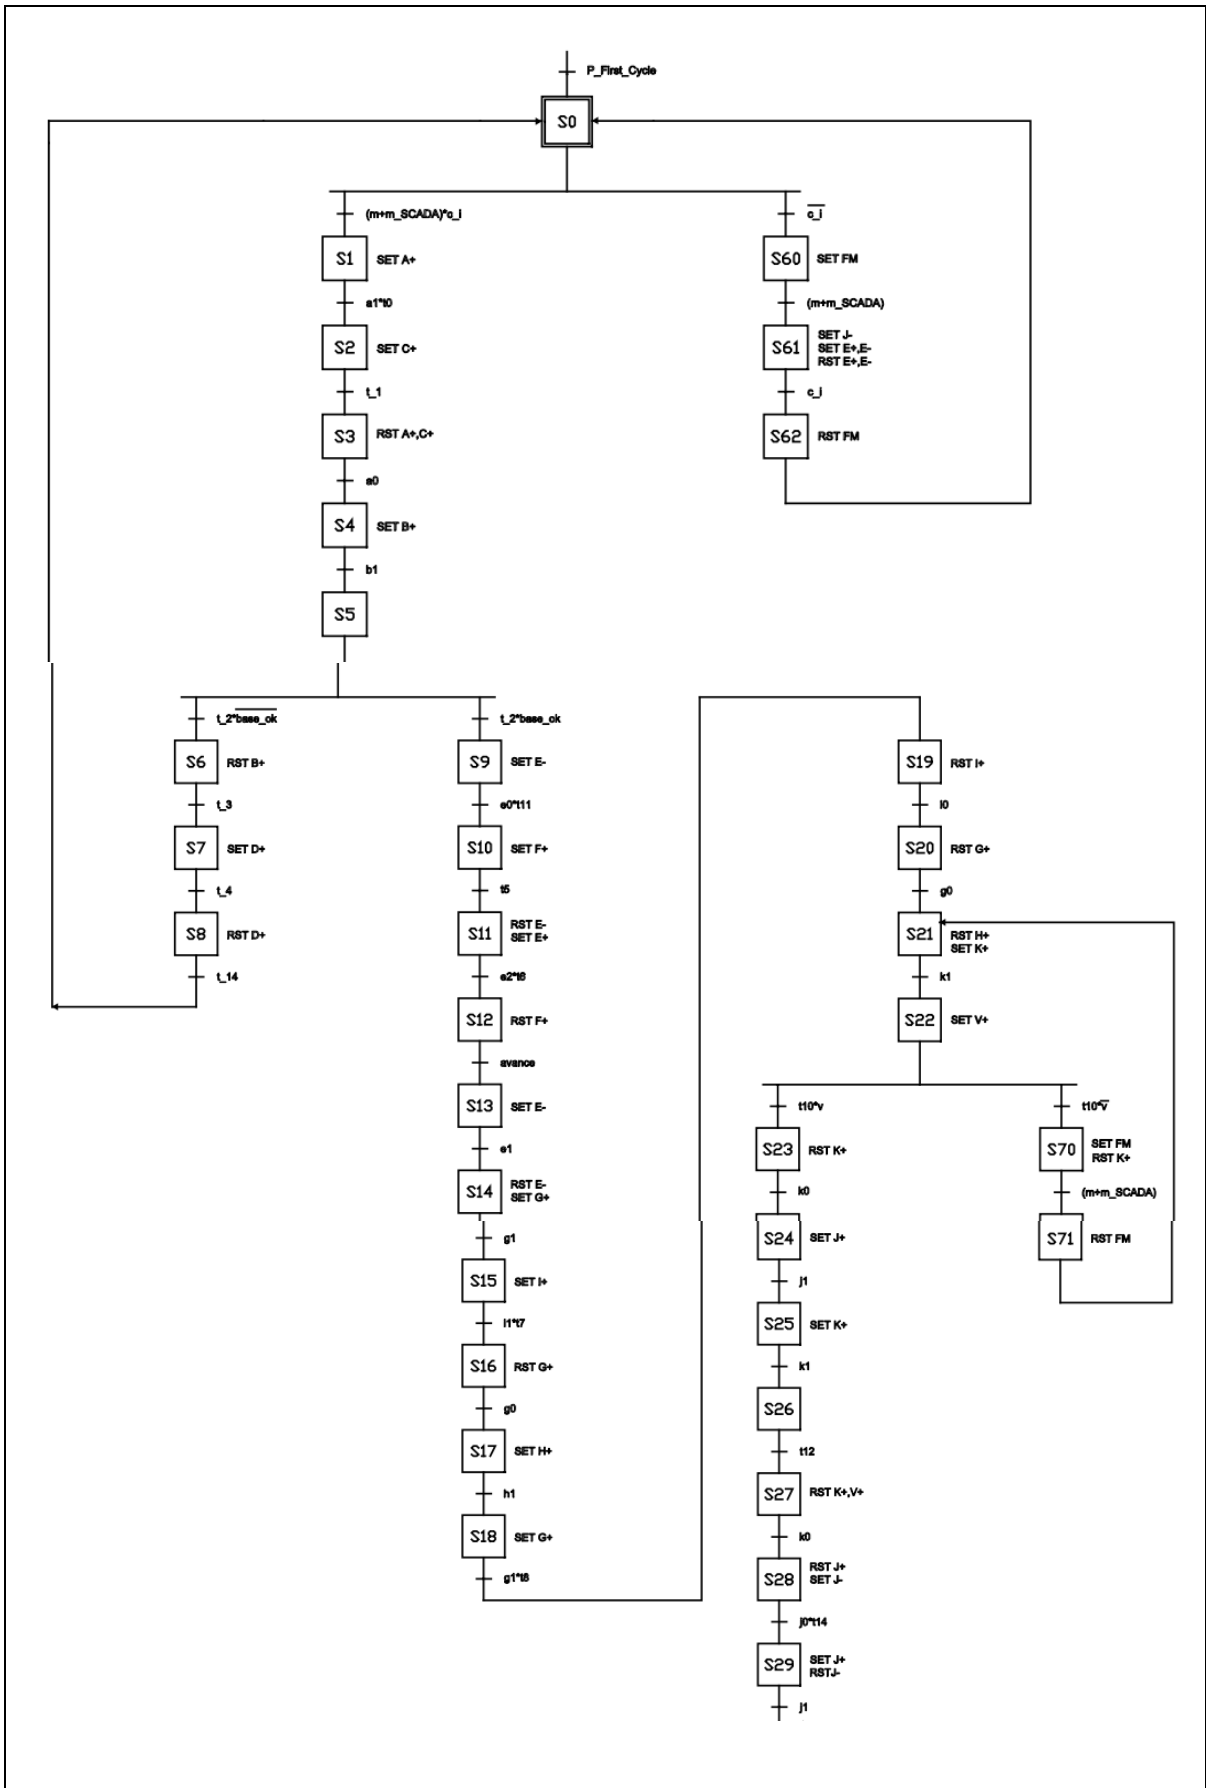 P_First_Cycle
S0
(m+m_SCADA)*c_i
c_i
S1
SET A+
S60
SET FM
a1*t0
(m+m_SCADA)
S2
SET C+
S61
SET J-
SET E+,E-
RST E+,E-
t_1
c_i
S3
RST A+,C+
S62
RST FM
a0
S4
SET B+
b1
S5
t_2*base_ok
t_2*base_ok
S6
RST B+
S9
SET E-
S19
RST I+
t_3
e0*t11
i0
S7
SET D+
S10
SET F+
S20
RST G+
t_4
t5
g0
S8
RST D+
S11
RST E-
SET E+
S21
RST H+
SET K+
t_14
e2*t6
k1
S12
RST F+
S22
SET V+
avance
S13
SET E-
t10*v
t10*v
e1
S23
RST K+
S70
SET FM
RST K+
S14
RST E-
SET G+
k0
(m+m_SCADA)
g1
S24
SET J+
S71
RST FM
S15
SET I+
j1
i1*t7
S25
SET K+
S16
RST G+
k1
g0
S26
S17
SET H+
t12
h1
S27
RST K+,V+
S18
SET G+
k0
g1*t8
S28
RST J+
SET J-
j0*t14
S29
SET J+
RSTJ-
j1